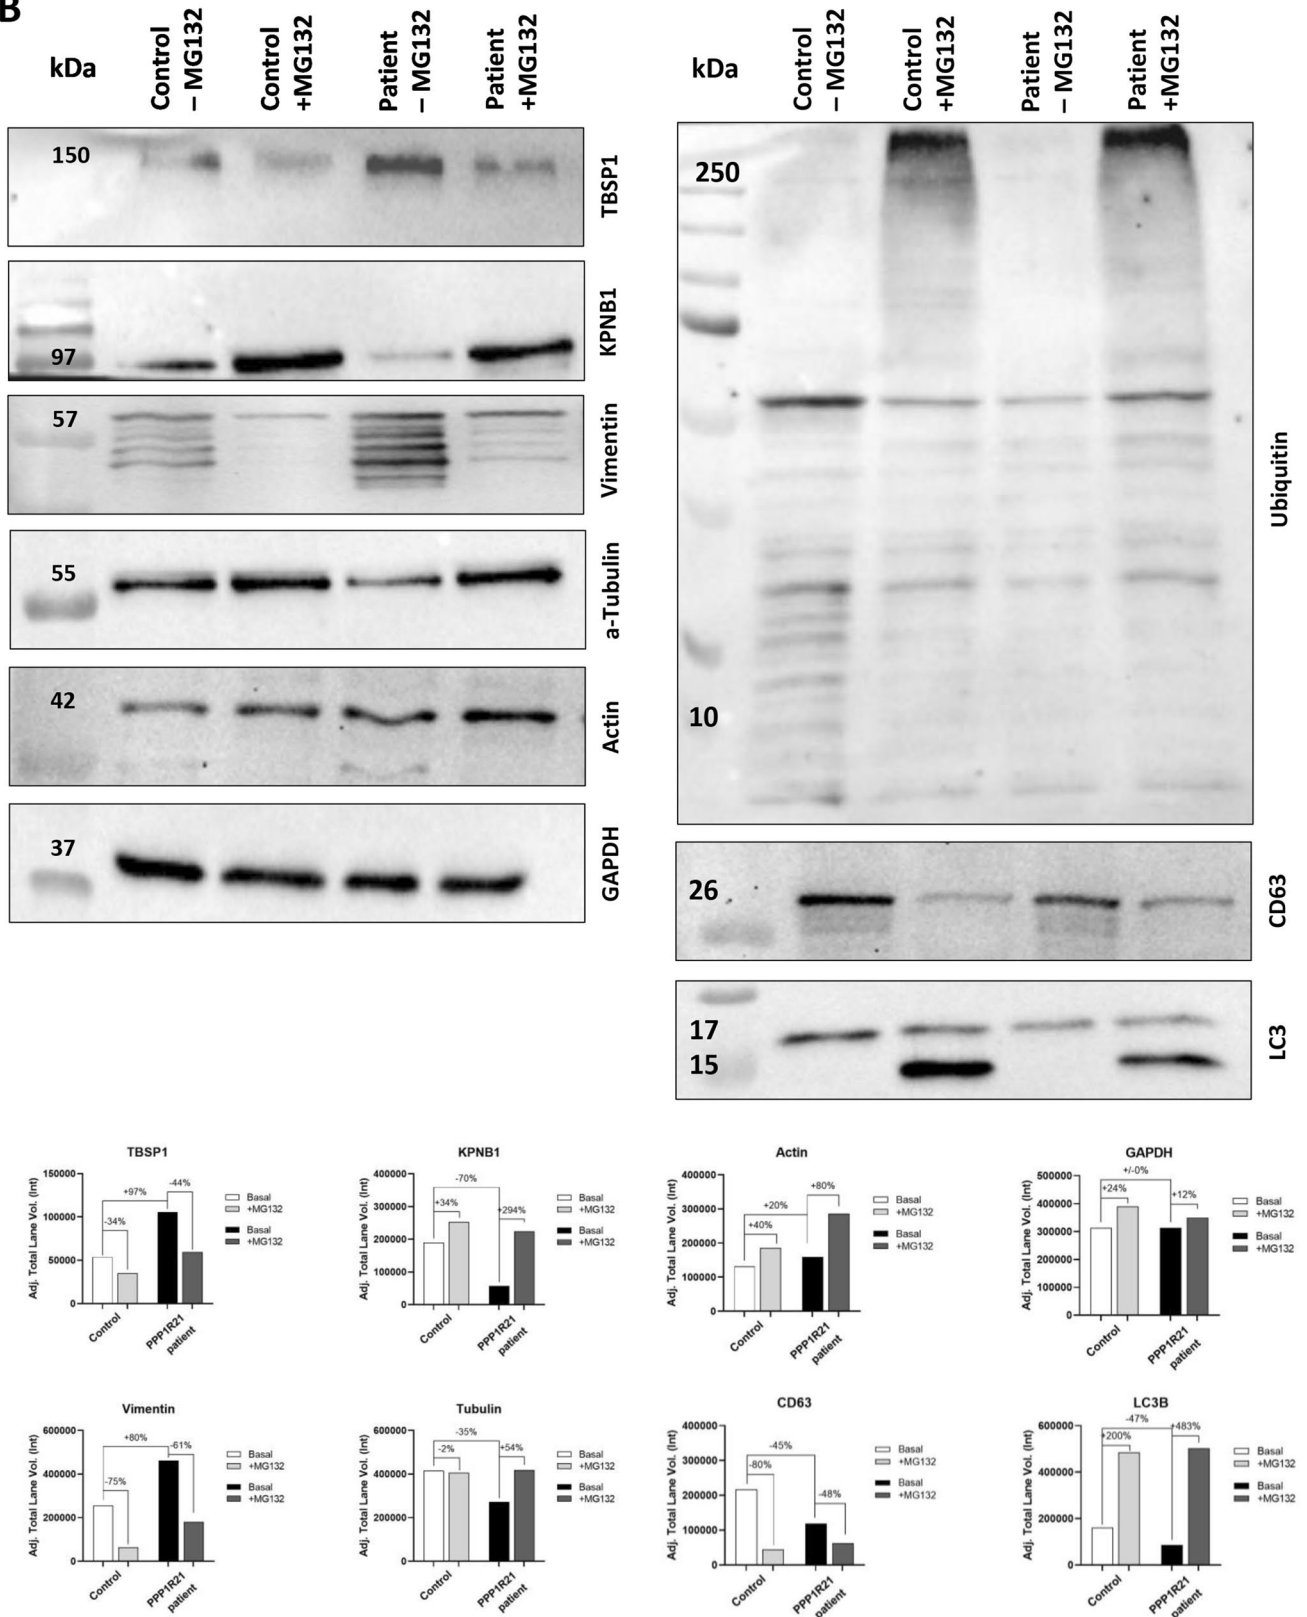 B
kDa
Control
– MG132
Control
+MG132
Patient
– MG132
Patient
+MG132
150
TBSP1
97
KPNB1
57
Vimentin
55
a-Tubulin
42
Actin
37
GAPDH
kDa
Control
– MG132
Control
+MG132
Patient
– MG132
Patient
+MG132
250
10
Ubiquitin
26
CD63
17
15
LC3
TBSP1
Adj. Total Lane Vol. (Int)
150000
100000
50000
0
+97%
-44%
-34%
Control
PPP1R21
patient
Basal
+MG132
Basal
+MG132
KPNB1
Adj. Total Lane Vol. (Int)
400000
300000
200000
100000
0
-70%
+34%
+294%
Control
PPP1R21
patient
Basal
+MG132
Basal
+MG132
Actin
Adj. Total Lane Vol. (Int)
400000
300000
200000
100000
0
+80%
+20%
+40%
Control
PPP1R21
patient
Basal
+MG132
Basal
+MG132
GAPDH
Adj. Total Lane Vol. (Int)
500000
400000
300000
200000
100000
0
+/-0%
+24%
+12%
Control
PPP1R21
patient
Basal
+MG132
Basal
+MG132
Vimentin
Adj. Total Lane Vol. (Int)
600000
400000
200000
0
+80%
-61%
-75%
Control
PPP1R21
patient
Basal
+MG132
Basal
+MG132
Tubulin
Adj. Total Lane Vol. (Int)
600000
400000
200000
0
-35%
-2%
+54%
Control
PPP1R21
patient
Basal
+MG132
Basal
+MG132
CD63
Adj. Total Lane Vol. (Int)
400000
300000
200000
100000
0
-45%
-80%
-48%
Control
PPP1R21
patient
Basal
+MG132
Basal
+MG132
LC3B
Adj. Total Lane Vol. (Int)
600000
400000
200000
0
-47%
+200%
+483%
Control
PPP1R21
patient
Basal
+MG132
Basal
+MG132